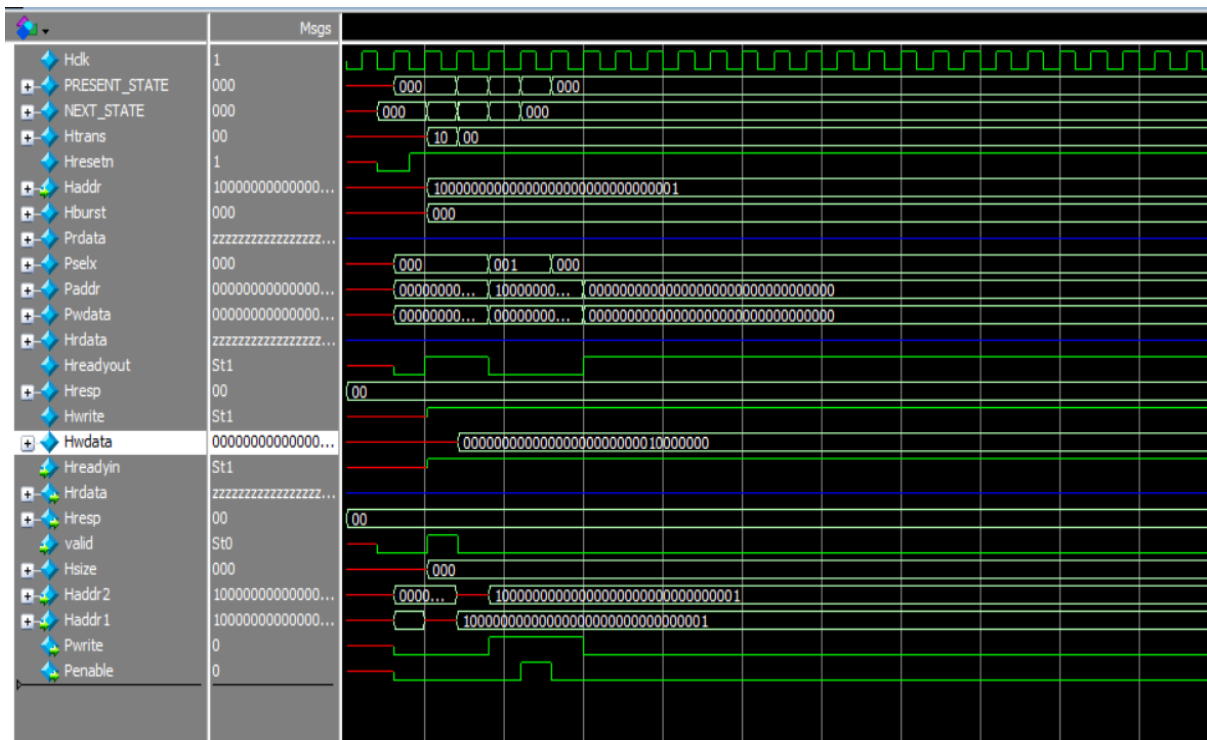 Msgs
Hclk 1
PRESENT_STATE 000 000 000
NEXT_STATE 000 000 000
Htrans 00 10 00
Hresetn 1
Haddr 10000000000000... 10000000000000000000000000000001
Hburst 000 000
Prdata zzzzzzzzzzzzzzzzz...
Pselx 000 000 001 000
Paddr 00000000000000... 00000000... 10000000... 00000000000000000000000000000000
Pwdata 00000000000000... 00000000... 00000000... 00000000000000000000000000000000
Hrdata zzzzzzzzzzzzzzzzz...
Hreadyout St1
Hresp 00 00
Hwrite St1
Hwdata 00000000000000... 00000000000000000000000010000000
Hreadyin St1
Hrdata zzzzzzzzzzzzzzzzz...
Hresp 00 00
valid St0
Hsize 000 000
Haddr2 10000000000000... 0000... 10000000000000000000000000000001
Haddr1 10000000000000... 10000000000000000000000000000001
Pwrite 0
Penable 0